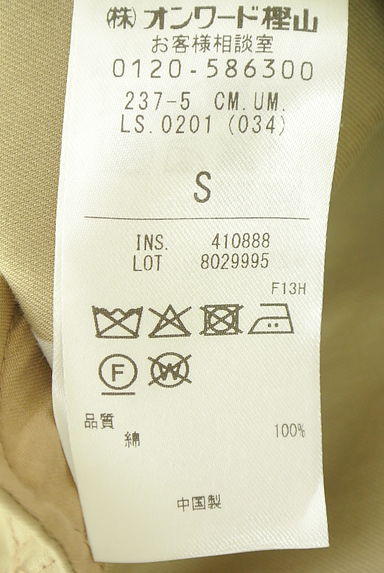 (株)オンワード樫山
お客様相談室
0120-586300
237-5 CM.UM.
LS.0201 (034)
S
INS. 410888
LOT 8029995
F13H
F W
品質
綿 100%
中国製